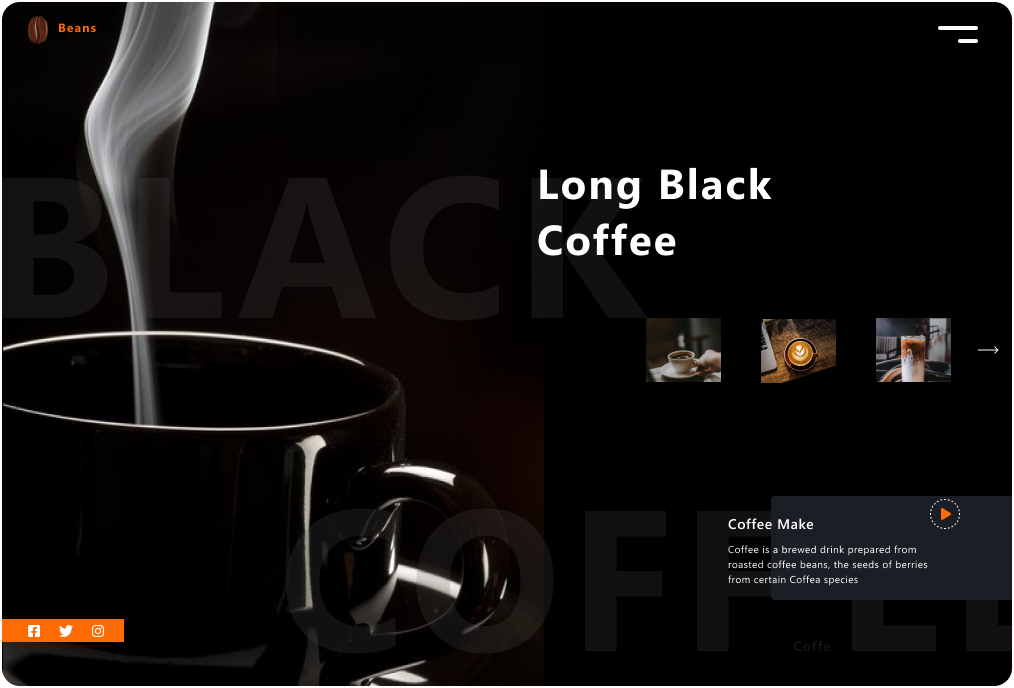 Beans
BLACK
Long Black
Coffee
Coffee Make
Coffee is a brewed drink prepared from
roasted coffee beans, the seeds of berries
from certain Coffea species
COFFEE
Coffe